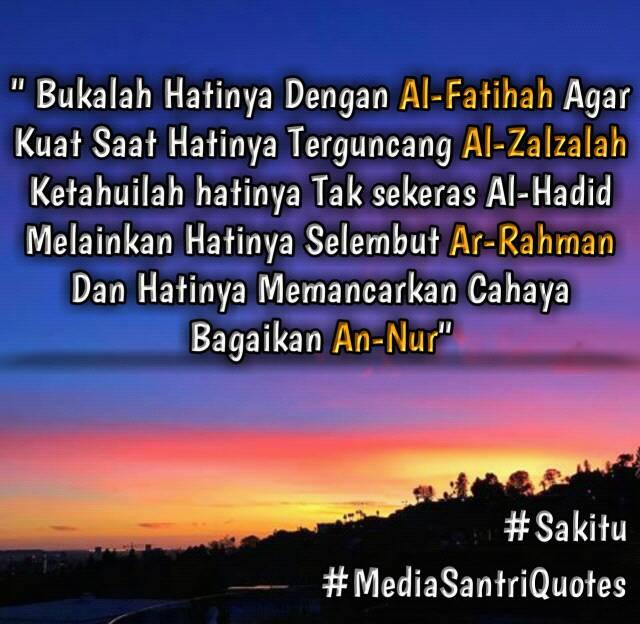 " Bukalah Hatinya Dengan Al-Fatihah Agar
Kuat Saat Hatinya Terguncang Al-Zalzalah
Ketahuilah hatinya Tak sekeras Al-Hadid
Melainkan Hatinya Selembut Ar-Rahman
Dan Hatinya Memancarkan Cahaya
Bagaikan An-Nur"
#Sakitu
#MediaSantriQuotes